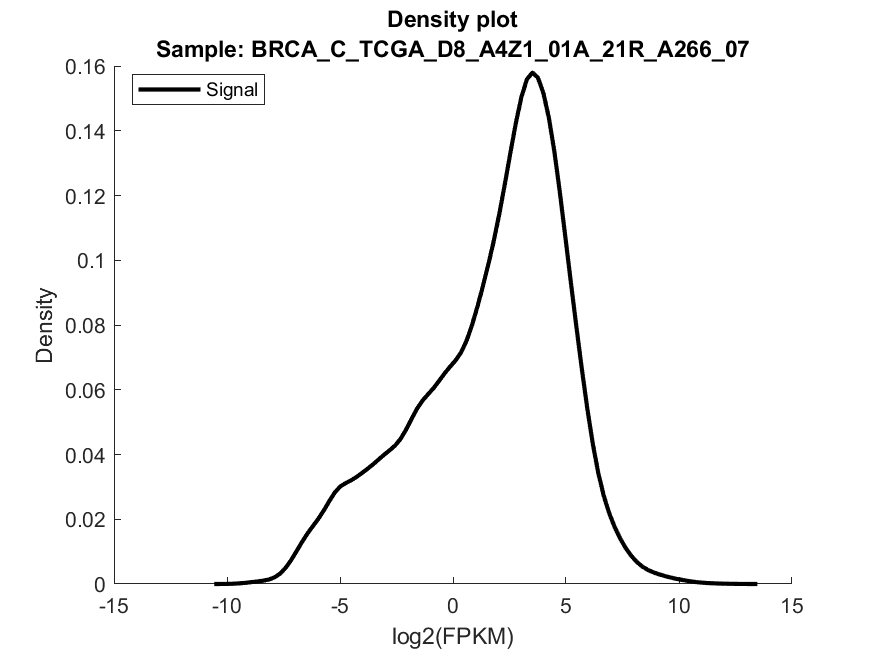 Density plot
Sample: BRCA_C_TCGA_D8_A4Z1_01A_21R_A266_07
Signal
0.16
0.14
0.12
0.1
0.08
0.06
0.04
0.02
0
Density
-15 -10 -5 0 5 10 15
log2(FPKM)